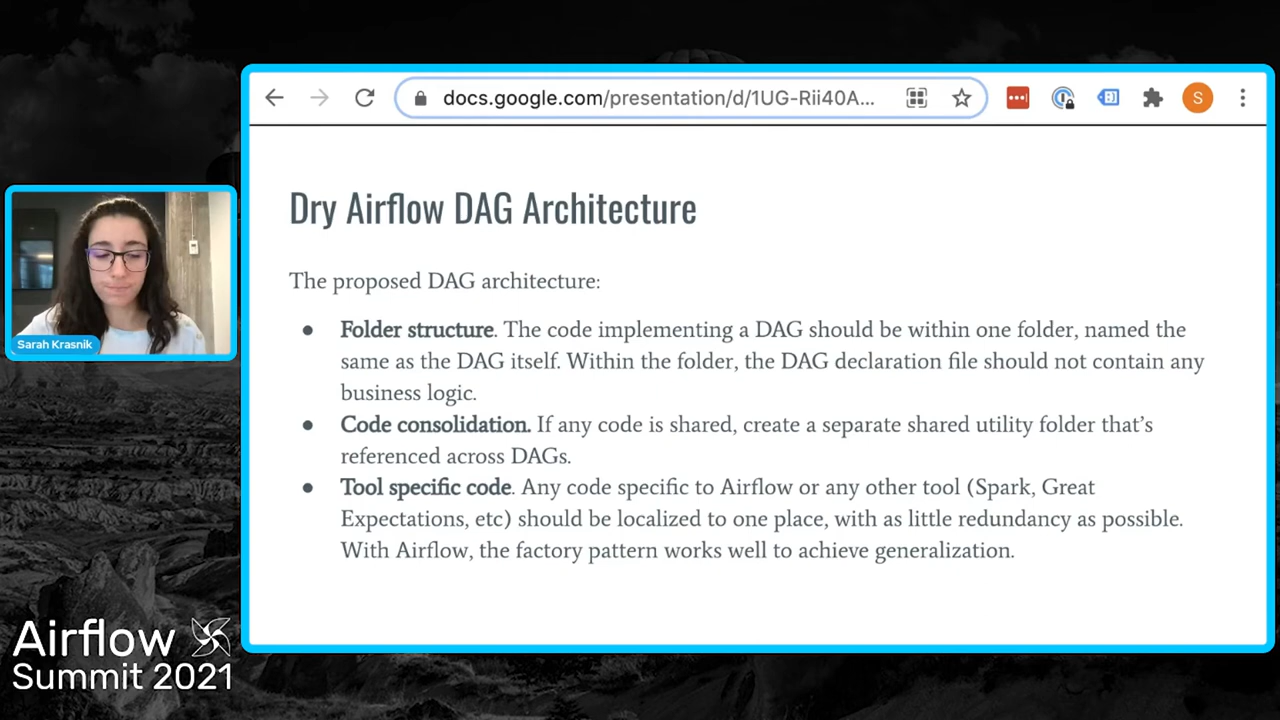 docs.google.com/presentation/d/1UG-Rii40A...
S
Dry Airflow DAG Architecture
The proposed DAG architecture:
● Folder structure. The code implementing a DAG should be within one folder, named the
same as the DAG itself. Within the folder, the DAG declaration file should not contain any
business logic.
● Code consolidation. If any code is shared, create a separate shared utility folder that's
referenced across DAGs.
● Tool specific code. Any code specific to Airflow or any other tool (Spark, Great
Expectations, etc) should be localized to one place, with as little redundancy as possible.
With Airflow, the factory pattern works well to achieve generalization.
Sarah Krasnik
Airflow
Summit 2021